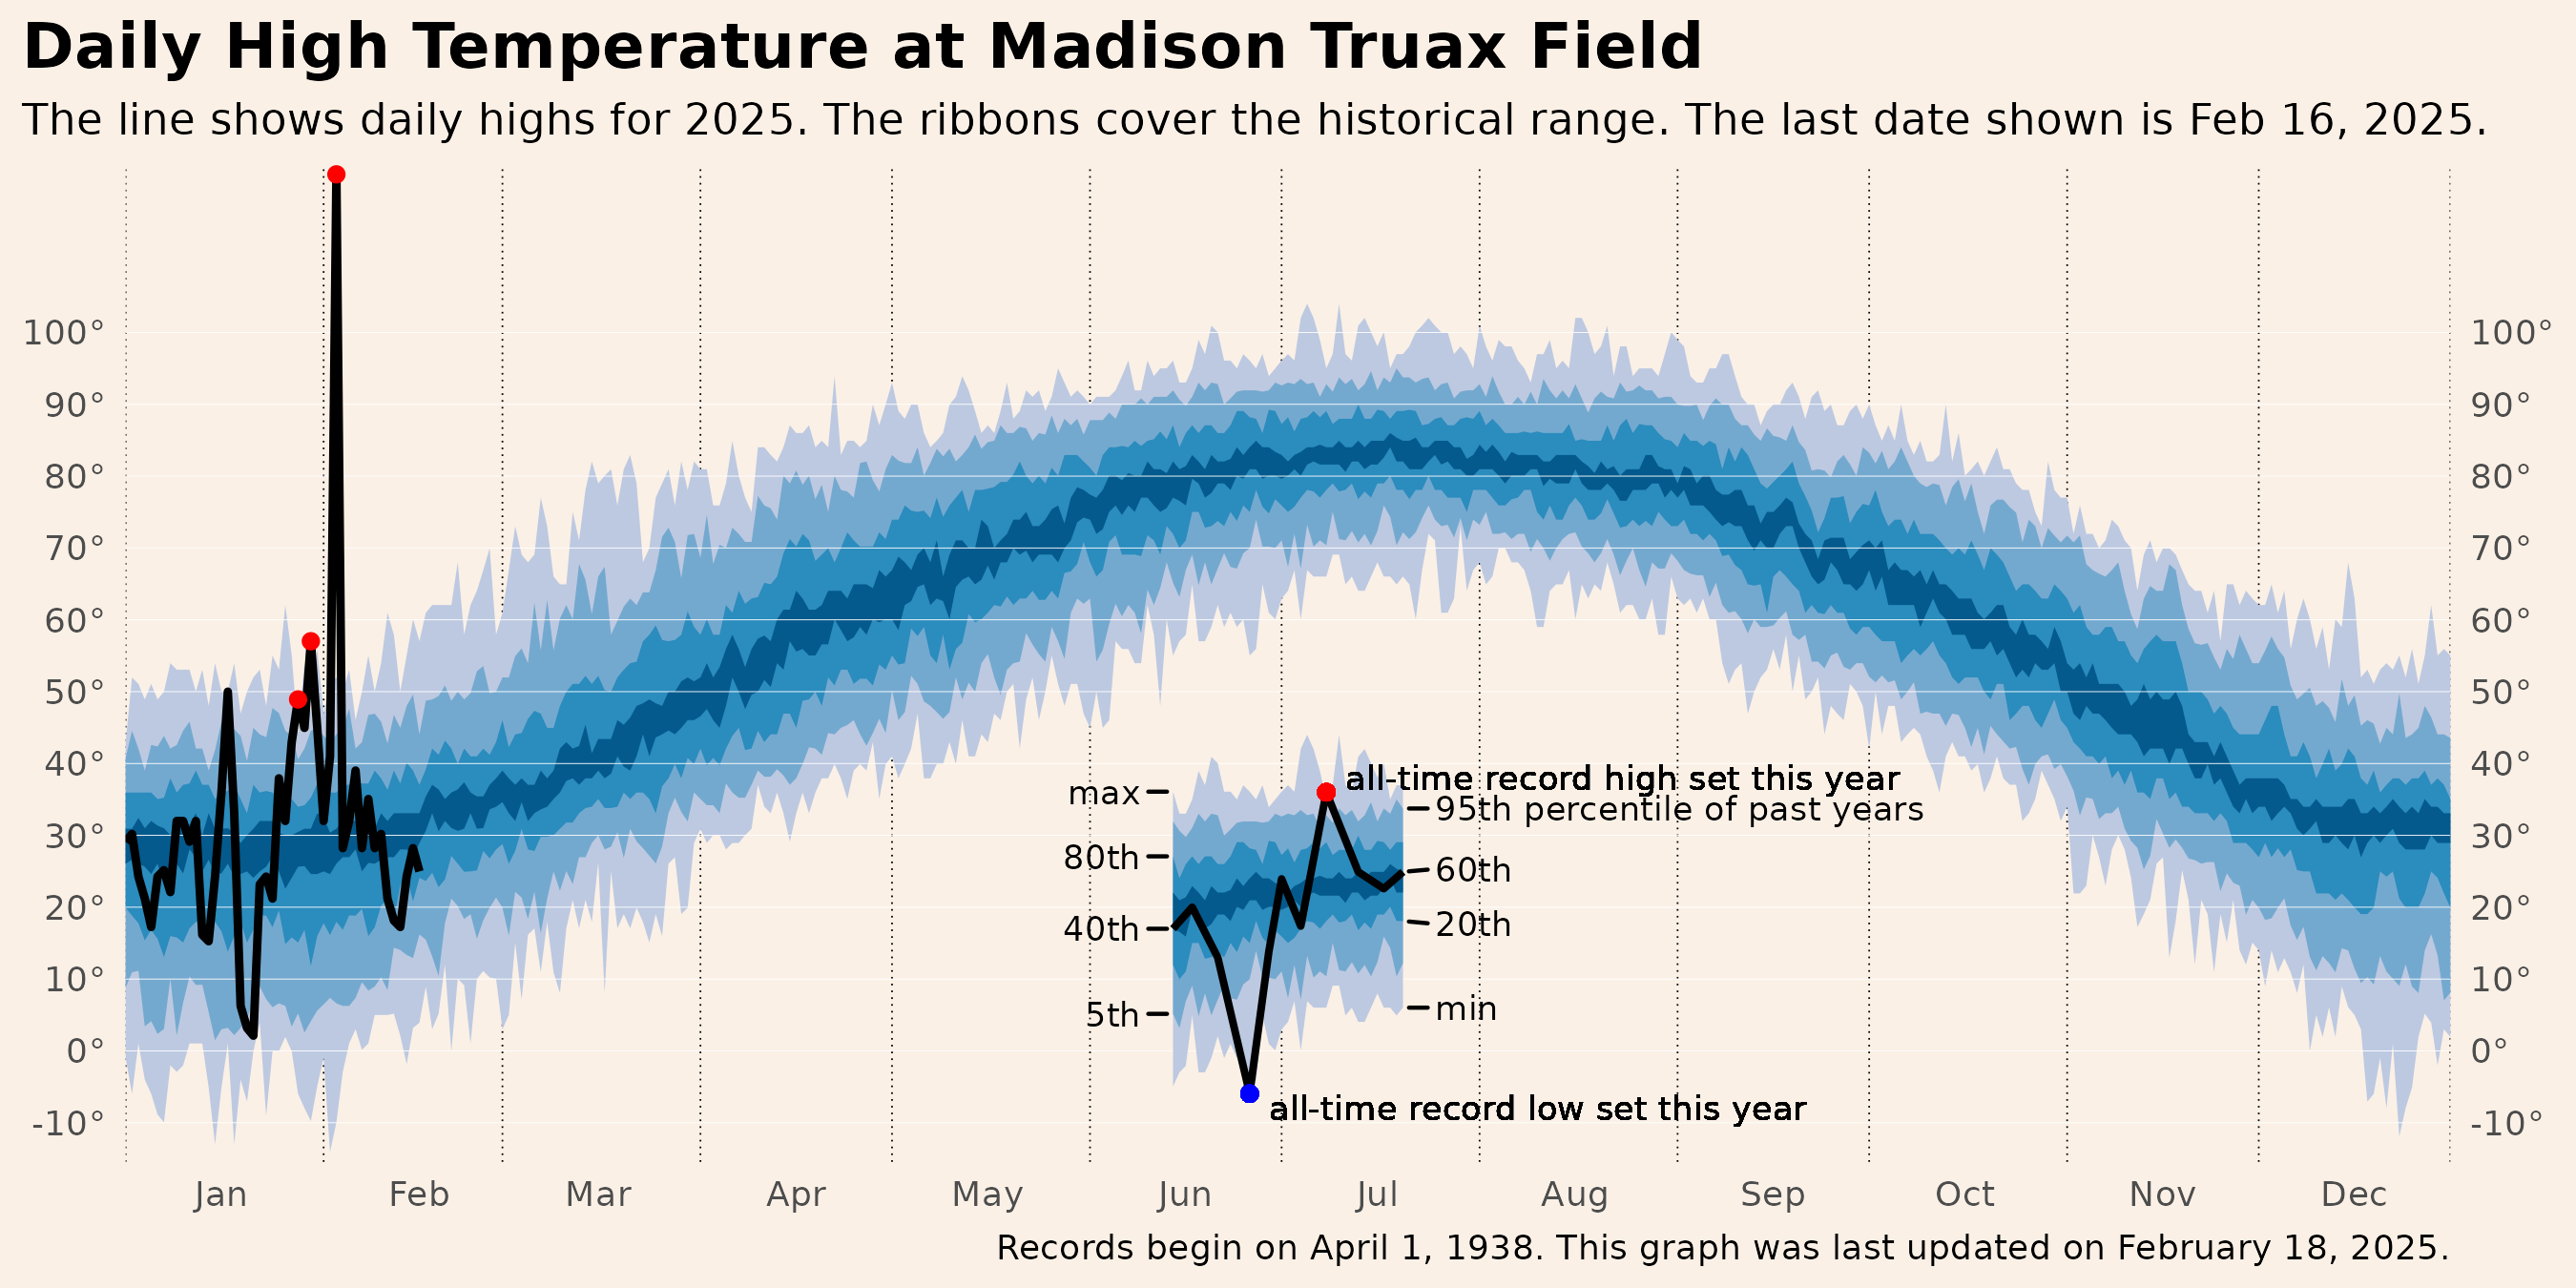 Daily High Temperature at Madison Truax Field
The line shows daily highs for 2025. The ribbons cover the historical range. The last date shown is Feb 16, 2025.
100° 100°
90° 90°
80° 80°
70° 70°
60° 60°
50° 50°
40° 40°
all-time record high set this year
max
95th percentile of past years
30° 30°
80th
60th
20° 20°
40th
20th
10° 10°
5th
min
0° 0°
all-time record low set this year
-10° -10°
Jan Feb Mar Apr May Jun Jul Aug Sep Oct Nov Dec
Records begin on April 1, 1938. This graph was last updated on February 18, 2025.